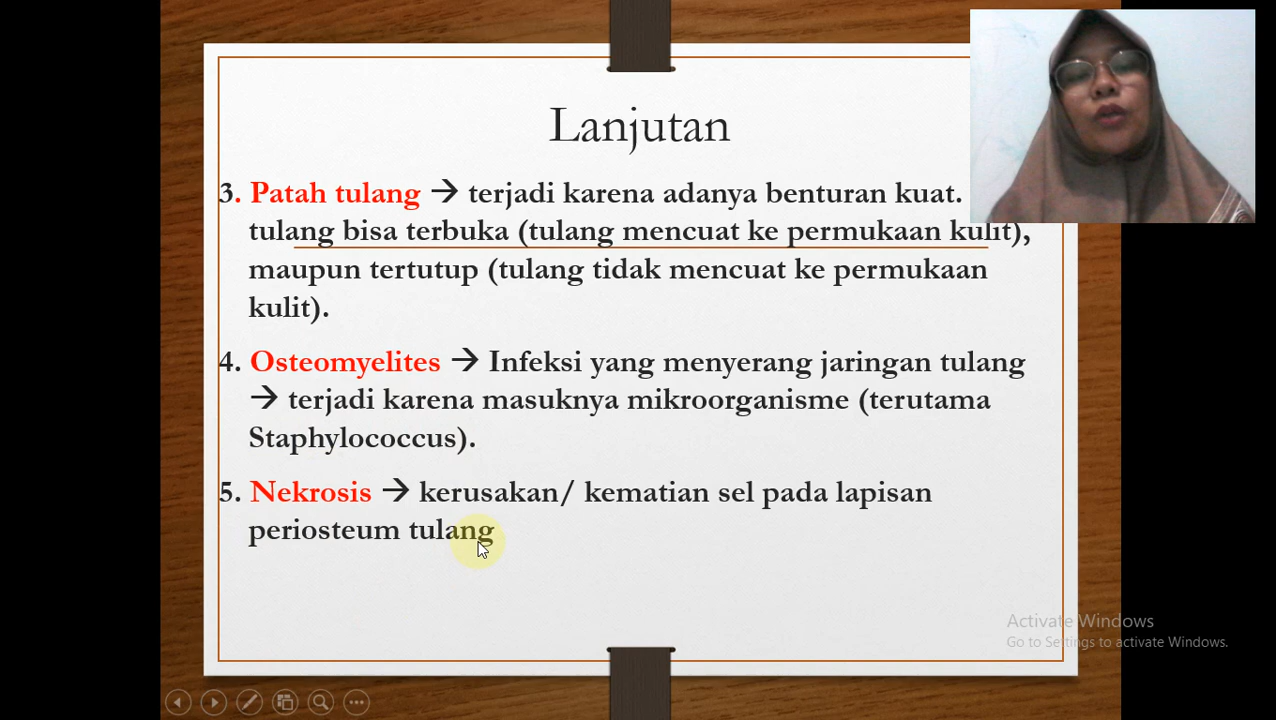 Lanjutan
3. Patah tulang → terjadi karena adanya benturan kuat.
tulang bisa terbuka (tulang mencuat ke permukaan kulit),
maupun tertutup (tulang tidak mencuat ke permukaan
kulit).
4. Osteomyelites → Infeksi yang menyerang jaringan tulang
→ terjadi karena masuknya mikroorganisme (terutama
Staphylococcus).
5. Nekrosis → kerusakan/ kematian sel pada lapisan
periosteum tulang
Activate Windows
Go to Settings to activate Windows.